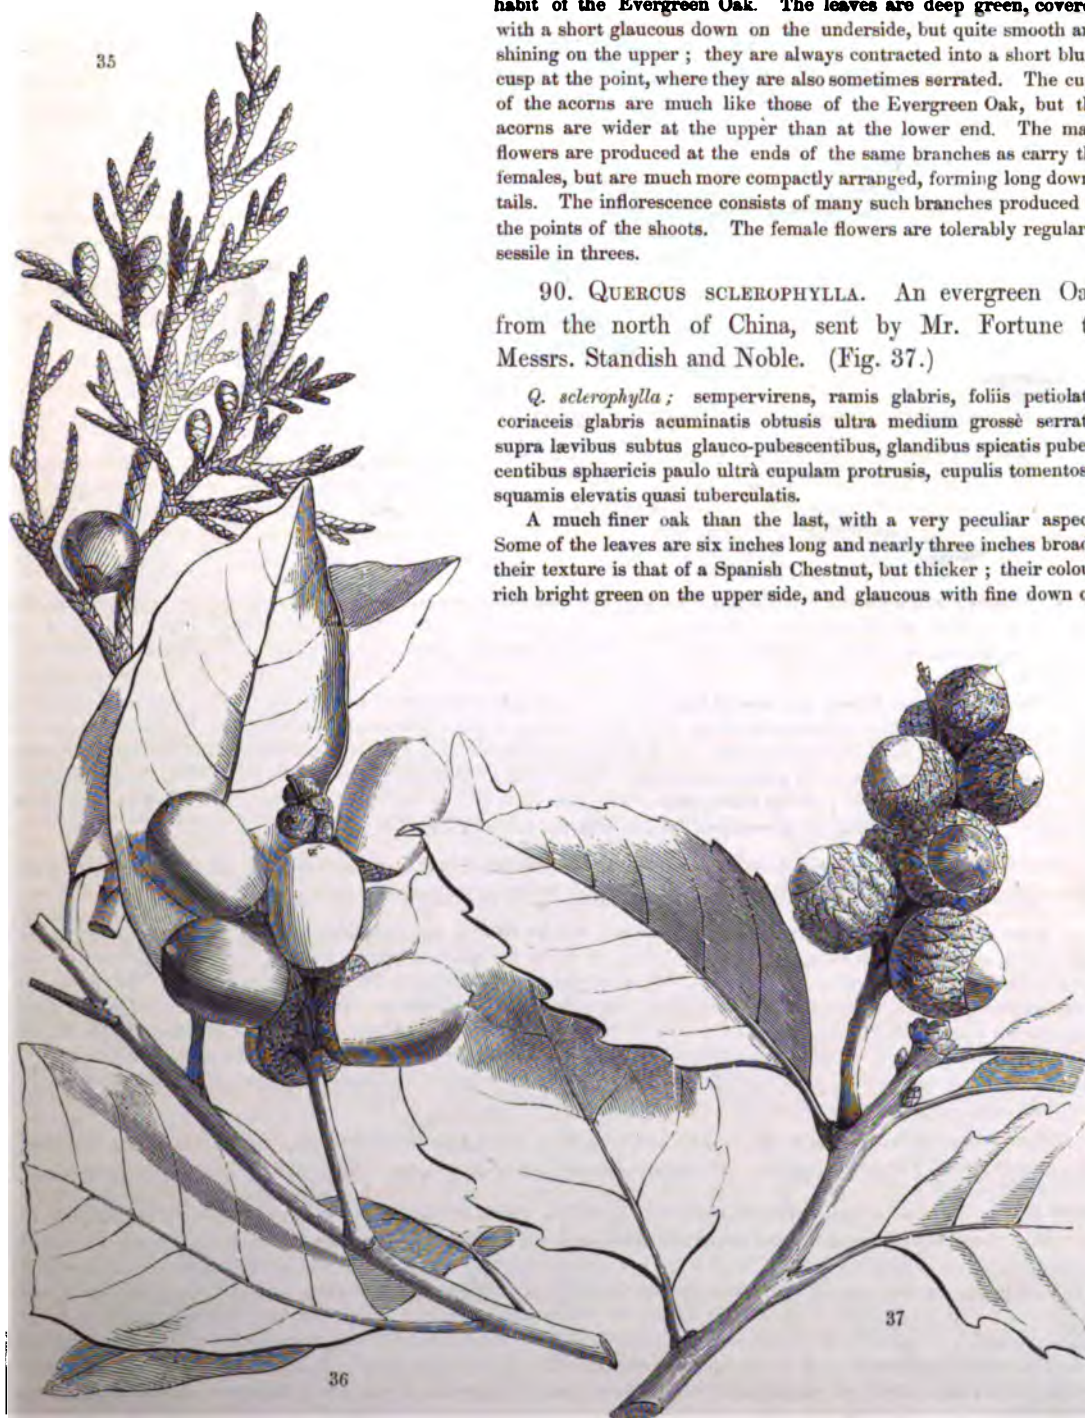 35
habit of the Evergreen Oak. The leaves are deep green, covere
with a short glaucous down on the underside, but quite smooth an
shining on the upper ; they are always contracted into a short blu
cusp at the point, where they are also sometimes serrated. The cu
of the acorns are much like those of the Evergreen Oak, but th
acorns are wider at the upper than at the lower end. The ma
flowers are produced at the ends of the same branches as carry th
females, but are much more compactly arranged, forming long down
tails. The inflorescence consists of many such branches produced
the points of the shoots. The female flowers are tolerably regular
sessile in threes.
90. QUERCUS SCLEROPHYLLA. An evergreen Oa
from the north of China, sent by Mr. Fortune t
Messrs. Standish and Noble. (Fig. 37.)
Q. sclerophylla ; sempervirens, ramis glabris, foliis petiolat
coriaceis glabris acuminatis obtusis ultra medium grossè serrat
supra lævibus subtus glauco-pubescentibus, glandibus spicatis pube
centibus sphæricis paulo ultrà cupulam protrusis, cupulis tomentos
squamis elevatis quasi tuberculatis.
A much finer oak than the last, with a very peculiar aspec
Some of the leaves are six inches long and nearly three inches broad
their texture is that of a Spanish Chestnut, but thicker ; their colou
rich bright green on the upper side, and glaucous with fine down o
37
36